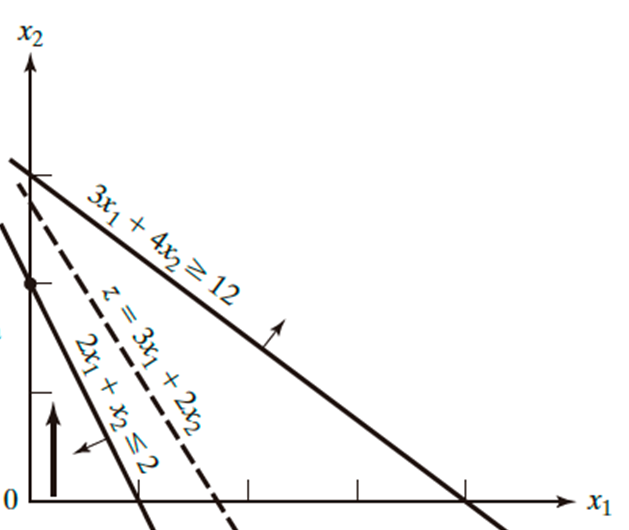 x₂
3x₁ + 4x₂ ≥ 12
z = 3x₁ + 2x₂
2x₁ + x₂ ≤ 2
0
x₁